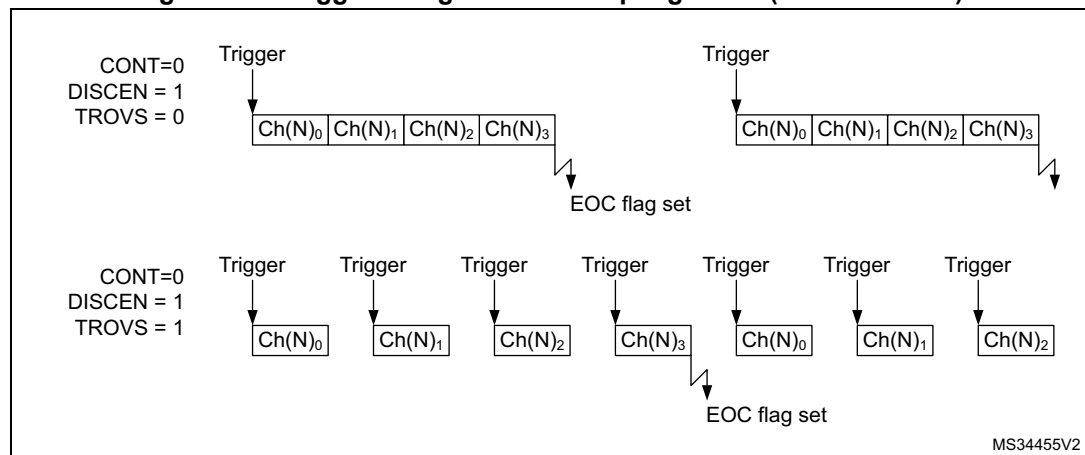 Trigger Trigger
CONT=0
DISCEN = 1
TROVS = 0
Ch(N)₀ Ch(N)₁ Ch(N)₂ Ch(N)₃ Ch(N)₀ Ch(N)₁ Ch(N)₂ Ch(N)₃
EOC flag set
Trigger Trigger Trigger Trigger Trigger Trigger Trigger
CONT=0
DISCEN = 1
TROVS = 1
Ch(N)₀ Ch(N)₁ Ch(N)₂ Ch(N)₃ Ch(N)₀ Ch(N)₁ Ch(N)₂
EOC flag set
MS34455V2